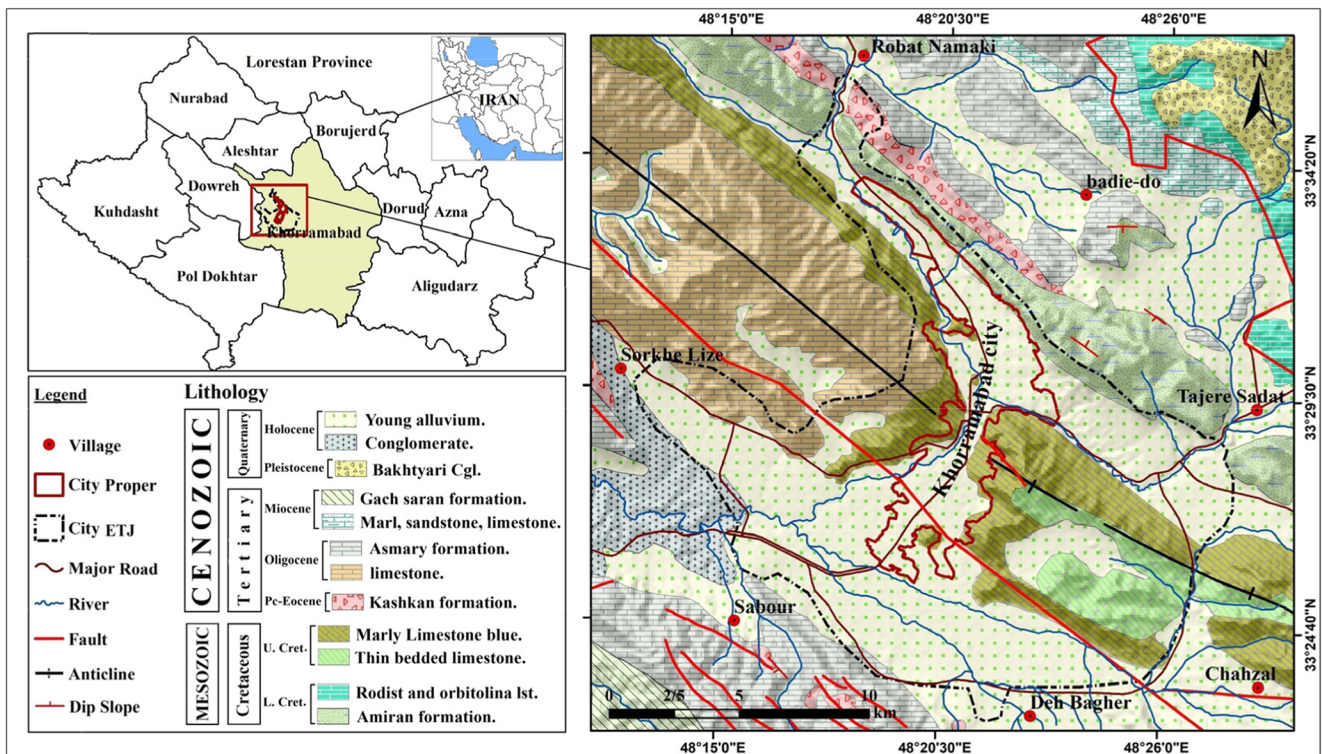 Lorestan Province
Nurabad
IRAN
Borujerd
Aleshtar
Dowreh
Kuhdasht
Dorud
Azna
Khorramabad
Pol Dokhtar
Aligudarz
Legend
Village
City Proper
City ETJ
Major Road
River
Fault
Anticline
Dip Slope
Lithology
CENOZOIC
Quaternary
Holocene
Young alluvium.
Conglomerate.
Pleistocene
Bakhtyari Cgl.
Tertiary
Miocene
Gach saran formation.
Marl, sandstone, limestone.
Oligocene
Asmary formation.
limestone.
Pc-Eocene
Kashkan formation.
MESOZOIC
Cretaceous
U. Cret.
Marly Limestone blue.
Thin bedded limestone.
L. Cret.
Rodist and orbitolina lst.
Amiran formation.
48°15'0"E
48°20'30"E
48°26'0"E
Robat Namaki
N
33°34'20"N
badie-do
Sorkhe Lize
Khorramabad city
Tajere Sadat
33°29'30"N
Sabour
33°24'40"N
Chahzal
Deh Bagher
0 2/5 5 10
km
48°15'0"E
48°20'30"E
48°26'0"E